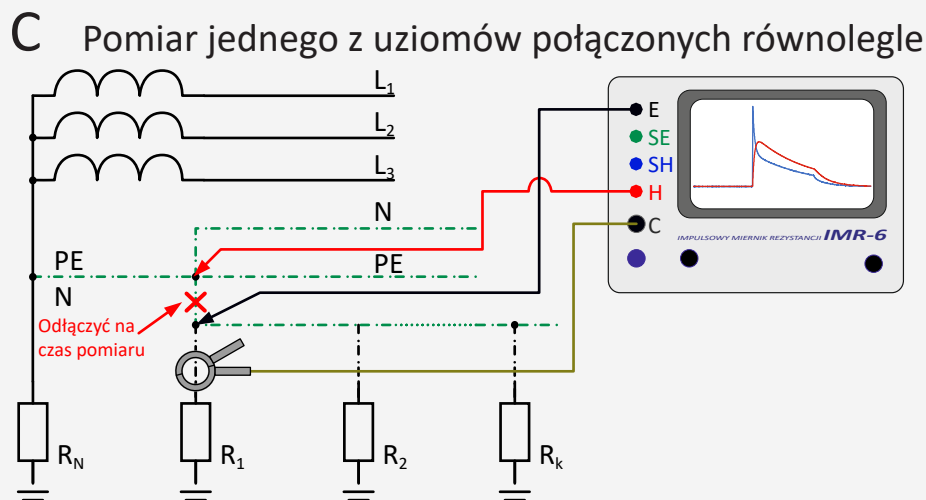 C Pomiar jednego z uziomów połączonych równolegle
L1
L2
L3
N
PE
PE
N
Odłączyć na
czas pomiaru
RN
R1
R2
Rk
E
SE
SH
H
C
IMPULSOWY MIERNIK REZYSTANCJI IMR-6